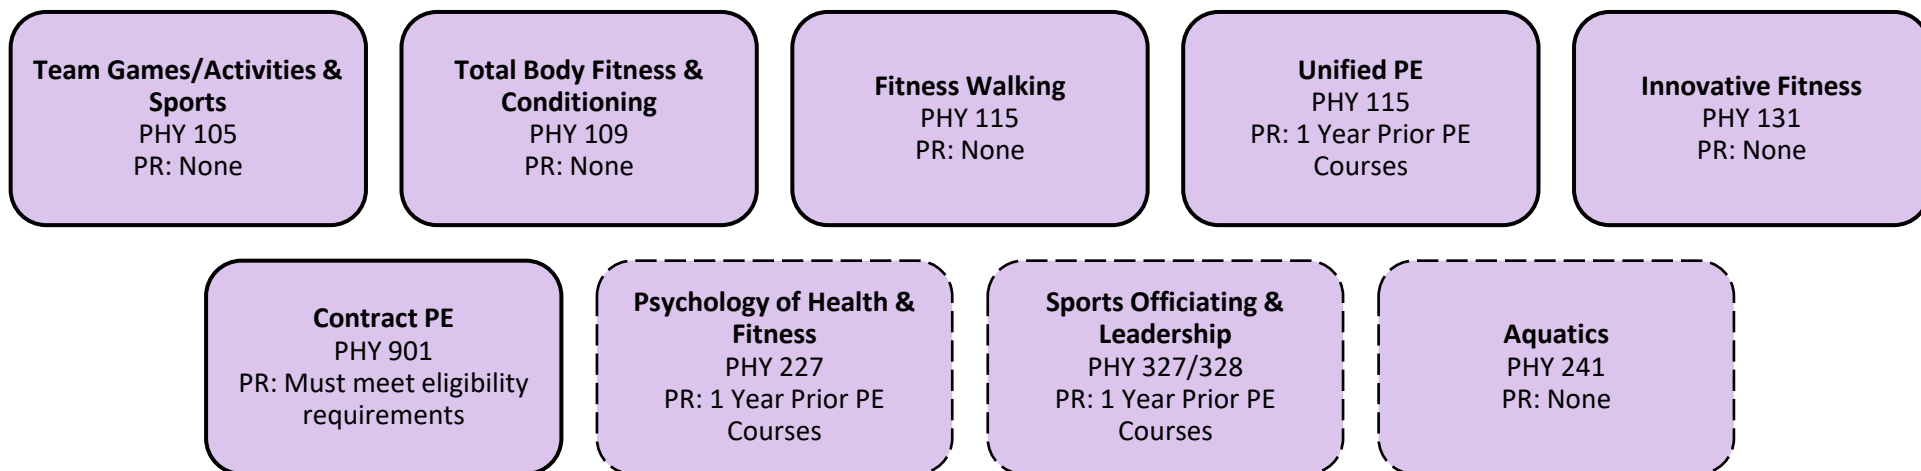 Team Games/Activities &
Sports
PHY 105
PR: None
Total Body Fitness &
Conditioning
PHY 109
PR: None
Fitness Walking
PHY 115
PR: None
Unified PE
PHY 115
PR: 1 Year Prior PE
Courses
Innovative Fitness
PHY 131
PR: None
Contract PE
PHY 901
PR: Must meet eligibility
requirements
Psychology of Health &
Fitness
PHY 227
PR: 1 Year Prior PE
Courses
Sports Officiating &
Leadership
PHY 327/328
PR: 1 Year Prior PE
Courses
Aquatics
PHY 241
PR: None